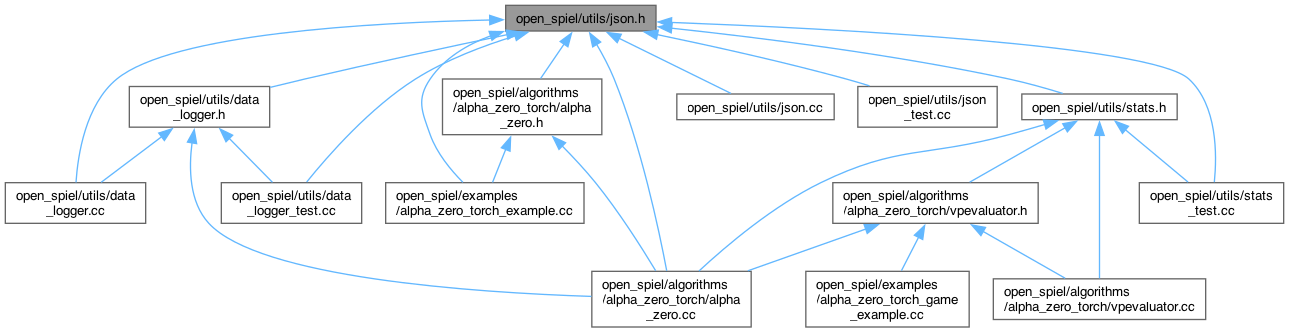 open_spiel/utils/json.h
open_spiel/utils/data
_logger.h
open_spiel/algorithms
/alpha_zero_torch/alpha
_zero.h
open_spiel/utils/json.cc
open_spiel/utils/json
_test.cc
open_spiel/utils/stats.h
open_spiel/utils/data
_logger.cc
open_spiel/utils/data
_logger_test.cc
open_spiel/examples
/alpha_zero_torch_example.cc
open_spiel/algorithms
/alpha_zero_torch/vpevaluator.h
open_spiel/utils/stats
_test.cc
open_spiel/algorithms
/alpha_zero_torch/alpha
_zero.cc
open_spiel/examples
/alpha_zero_torch_game
_example.cc
open_spiel/algorithms
/alpha_zero_torch/vpevaluator.cc